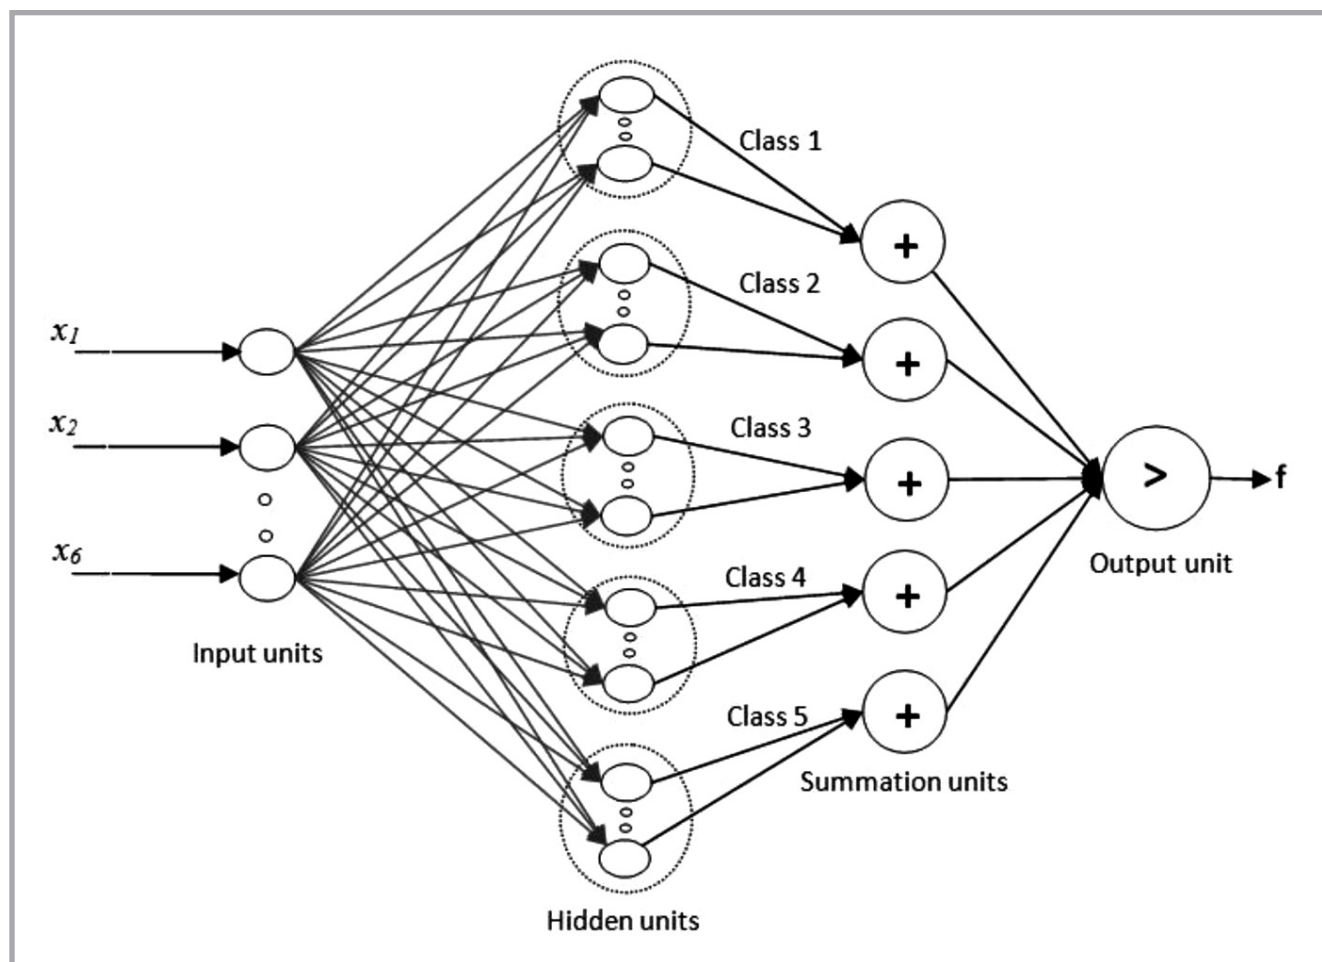 Class 1
+
Class 2
x1
+
x2
Class 3
+
>
f
Output unit
x6
Class 4
+
Input units
Class 5
+
Summation units
Hidden units